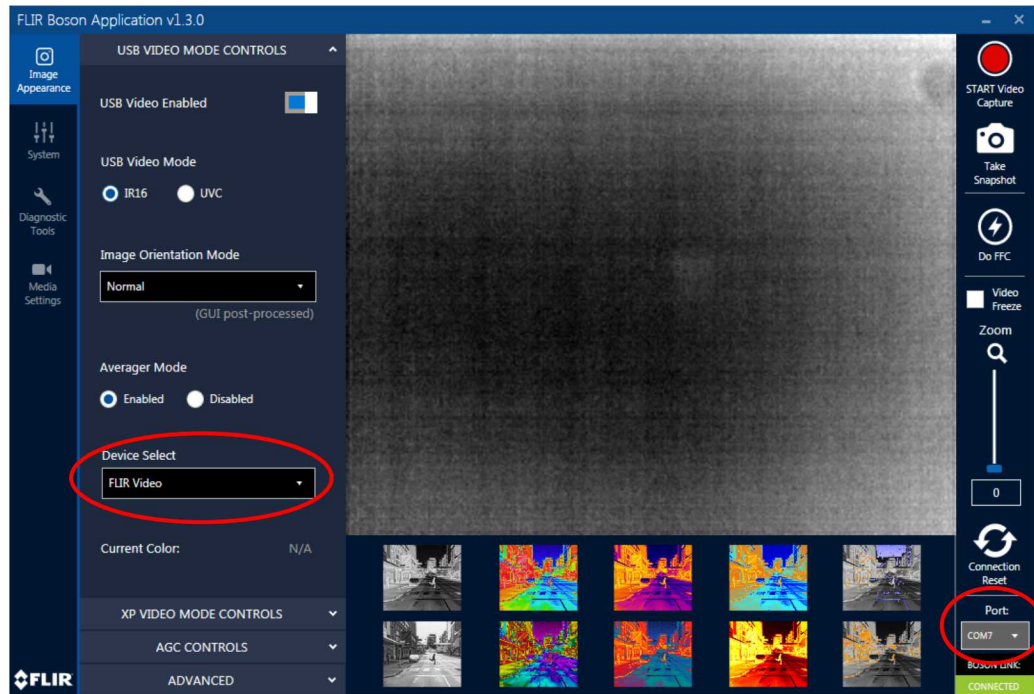 FLIR Boson Application v1.3.0
Image
Appearance
System
Diagnostic
Tools
Media
Settings
FLIR
USB VIDEO MODE CONTROLS
USB Video Enabled
USB Video Mode
IR16 UVC
Image Orientation Mode
Normal
(GUI post-processed)
Averager Mode
Enabled Disabled
Device Select
FLIR Video
Current Color: N/A
XP VIDEO MODE CONTROLS
AGC CONTROLS
ADVANCED
START Video
Capture
Take
Snapshot
Do FFC
Video
Freeze
Zoom
0
Connection
Reset
Port:
COM7
BOSON LINK:
CONNECTED